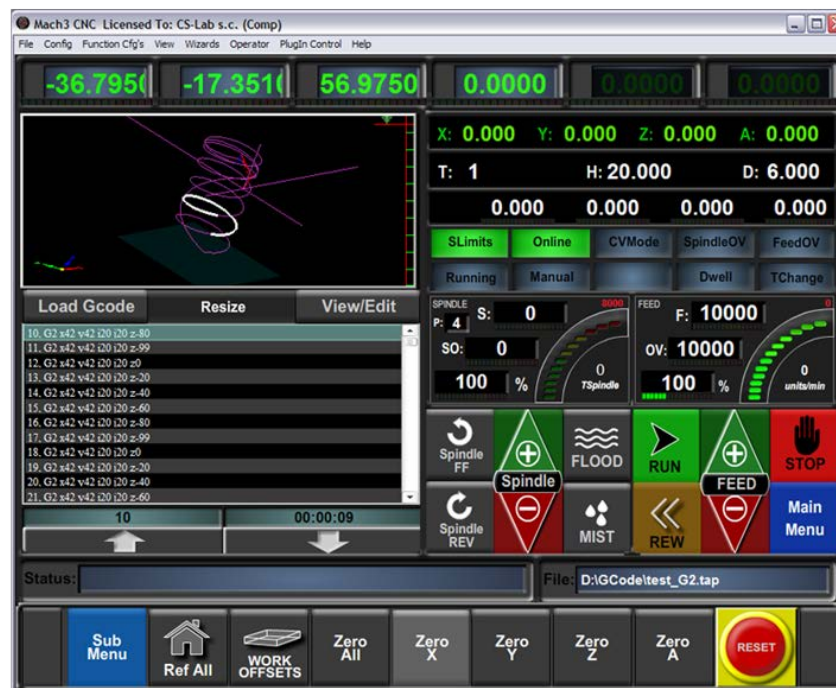 Mach3 CNC Licensed To: CS-Lab s.c. (Comp)
File Config Function Cfg's View Wizards Operator PlugIn Control Help
-36.7950 -17.3510 56.9750 0.0000 0.0000 0.0000
X: 0.000 Y: 0.000 Z: 0.000 A: 0.000
T: 1 H: 20.000 D: 6.000
0.000 0.000 0.000 0.000
SLimits Online CVMode SpindleOV FeedOV
Running Manual Dwell TChange
Load Gcode Resize View/Edit
10, G2 x42 y42 i20 j20 z-80
11, G2 x42 y42 i20 j20 z-99
12, G2 x42 y42 i20 j20 z0
13, G2 x42 y42 i20 j20 z-20
14, G2 x42 y42 i20 j20 z-40
15, G2 x42 y42 i20 j20 z-60
16, G2 x42 y42 i20 j20 z-80
17, G2 x42 y42 i20 j20 z-99
18, G2 x42 y42 i20 j20 z0
19, G2 x42 y42 i20 j20 z-20
20, G2 x42 y42 i20 j20 z-40
21, G2 x42 y42 i20 j20 z-60
10 00:00:09
SPINDLE
P: 4 S: 0
SO: 0
100 %
8000
0
TSpindle
FEED
F: 10000
OV: 10000
100 %
0
0
units/min
Spindle
FF
Spindle
FLOOD
RUN
FEED
STOP
Spindle
REV
MIST
REW
Main
Menu
Status:
File: D:\GCode\test_G2.tap
Sub
Menu
Ref All
WORK
OFFSETS
Zero
All
Zero
X
Zero
Y
Zero
Z
Zero
A
RESET